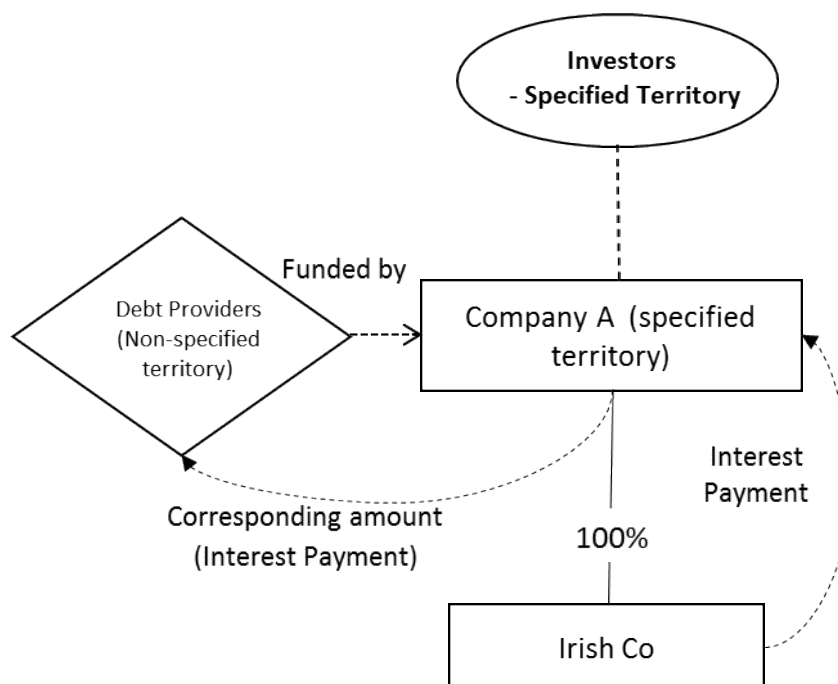 Investors
- Specified Territory
Funded by
Debt Providers
(Non-specified
territory)
Company A (specified
territory)
Interest
Payment
Corresponding amount
(Interest Payment)
100%
Irish Co